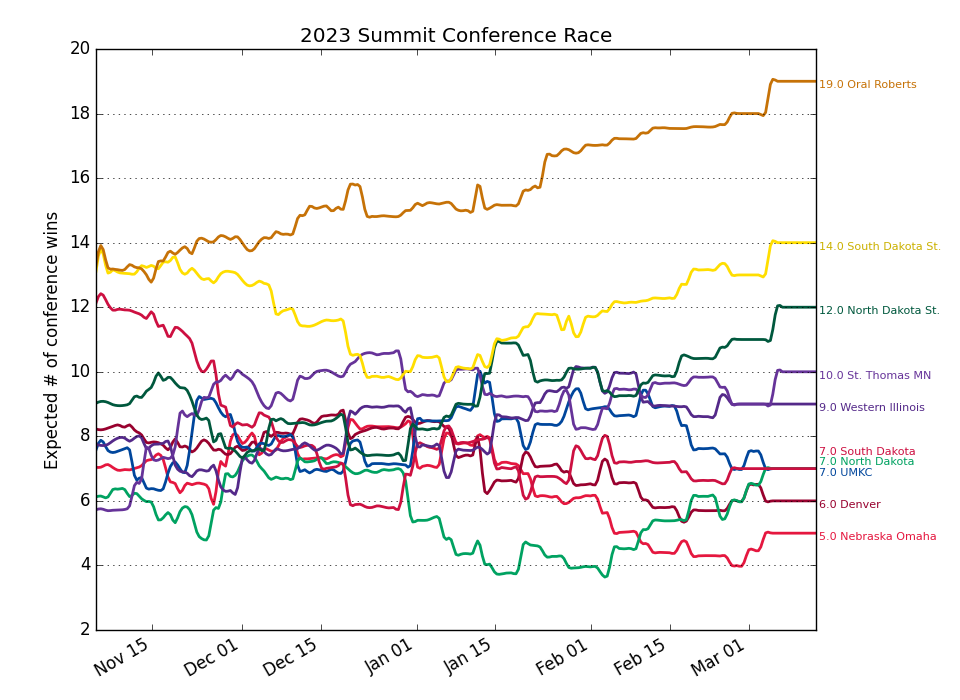 2023 Summit Conference Race
Expected # of conference wins
20
18
16
14
12
10
8
6
4
2
19.0 Oral Roberts
14.0 South Dakota St.
12.0 North Dakota St.
10.0 St. Thomas MN
9.0 Western Illinois
7.0 South Dakota
7.0 North Dakota
7.0 UMKC
6.0 Denver
5.0 Nebraska Omaha
Nov 15
Dec 01
Dec 15
Jan 01
Jan 15
Feb 01
Feb 15
Mar 01